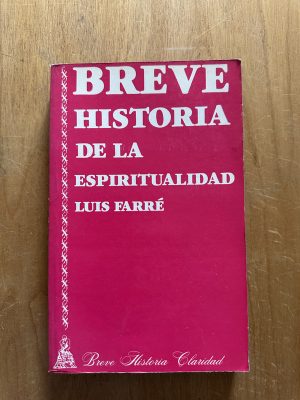 BREVE
HISTORIA
DE LA
ESPIRITUALIDAD
LUIS FARRÉ
Breve Historia Claridad